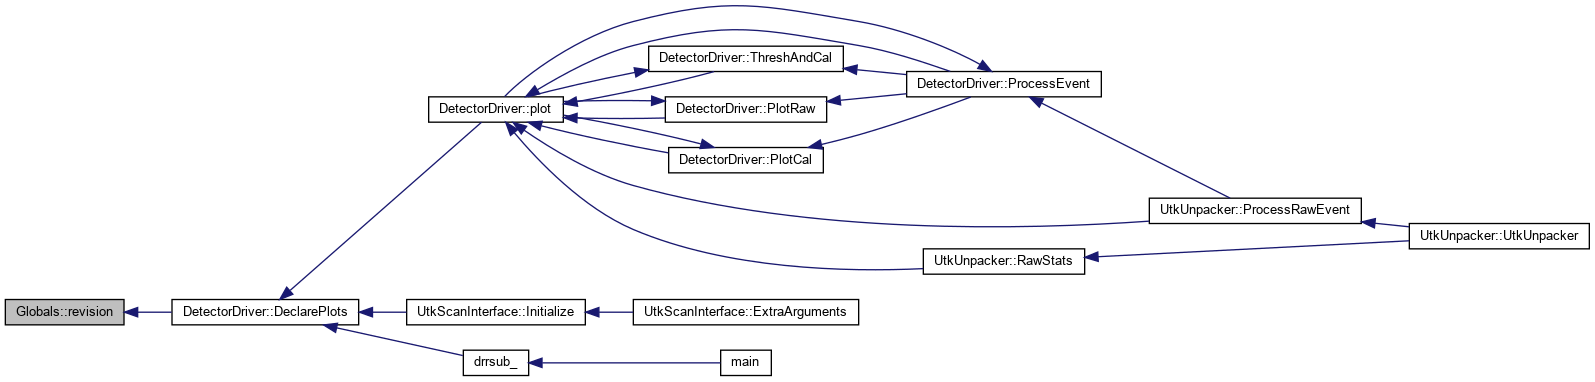 DetectorDriver::ThreshAndCal
DetectorDriver::ProcessEvent
DetectorDriver::plot
DetectorDriver::PlotRaw
DetectorDriver::PlotCal
UtkUnpacker::ProcessRawEvent
UtkUnpacker::UtkUnpacker
UtkUnpacker::RawStats
Globals::revision
DetectorDriver::DeclarePlots
UtkScanInterface::Initialize
UtkScanInterface::ExtraArguments
drrsub_
main